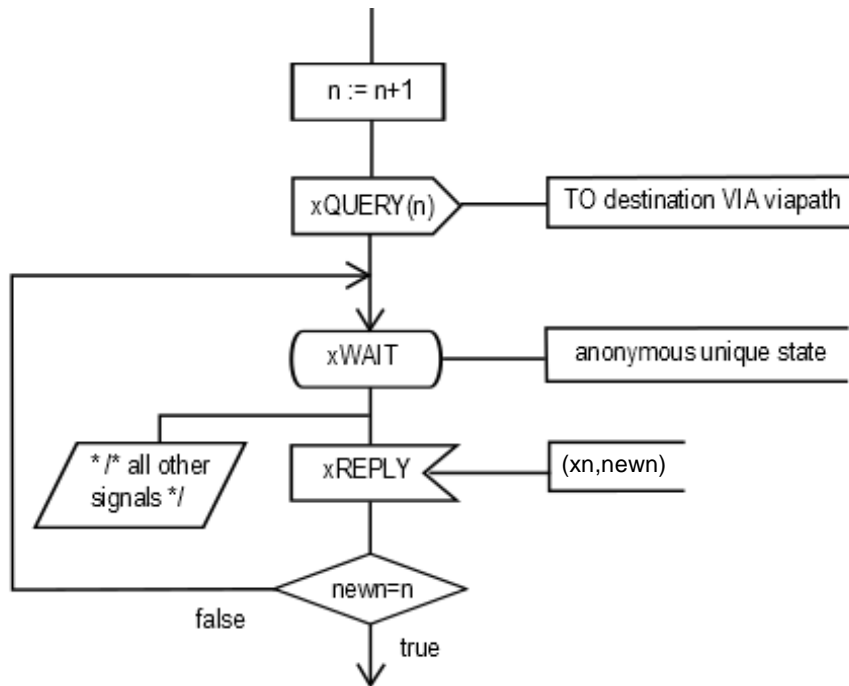 n := n+1
xQUERY(n)
TO destination VIA viapath
xWAIT
anonymous unique state
* /* all other
signals */
xREPLY
(xn,newn)
newn=n
false
true